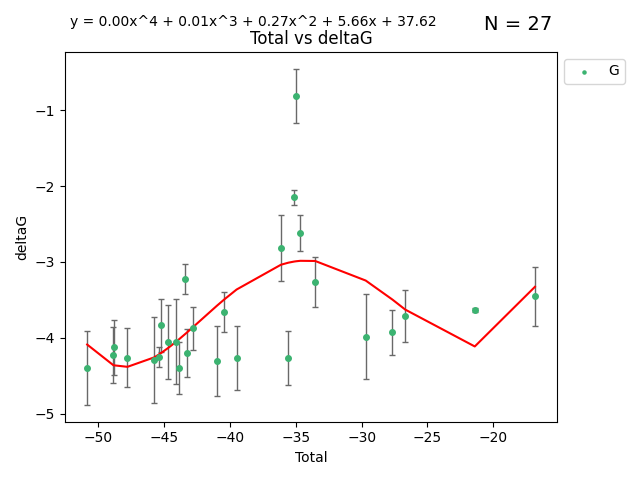 y = 0.00x^4 + 0.01x^3 + 0.27x^2 + 5.66x + 37.62
N = 27
Total vs deltaG
G
deltaG
−1
−2
−3
−4
−5
−50
−45
−40
−35
−30
−25
−20
Total